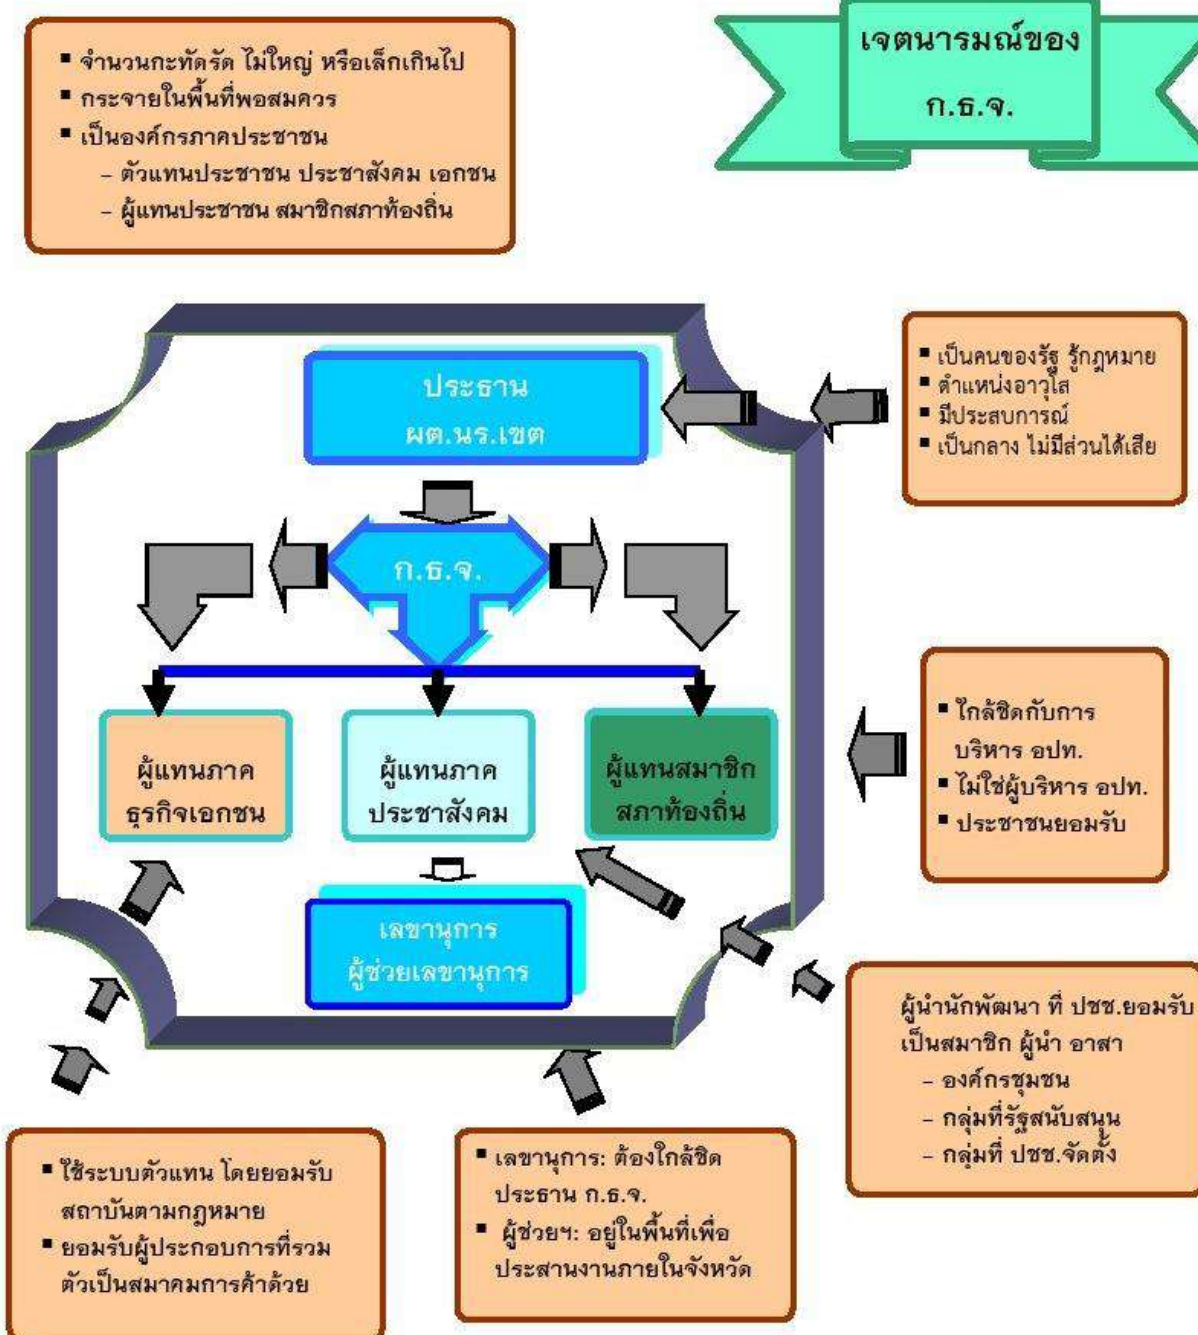 เจตนารมณ์ของ
ก.ธ.จ.
▪ จำนวนกะทัดรัด ไม่ใหญ่ หรือเล็กเกินไป
▪ กระจายในพื้นที่พอสมควร
▪ เป็นองค์กรภาคประชาชน
– ตัวแทนประชาชน ประชาสังคม เอกชน
– ผู้แทนประชาชน สมาชิกสภาท้องถิ่น
ประธาน
ผต.นร.เขต
▪ เป็นคนของรัฐ รู้กฎหมาย
▪ ตำแหน่งอาวุโส
▪ มีประสบการณ์
▪ เป็นกลาง ไม่มีส่วนได้เสีย
ก.ธ.จ.
ผู้แทนภาค
ธุรกิจเอกชน
ผู้แทนภาค
ประชาสังคม
ผู้แทนสมาชิก
สภาท้องถิ่น
▪ ใกล้ชิดกับการ
บริหาร อปท.
▪ ไม่ใช่ผู้บริหาร อปท.
▪ ประชาชนยอมรับ
เลขานุการ
ผู้ช่วยเลขานุการ
ผู้นำนักพัฒนา ที่ ปชช.ยอมรับ
เป็นสมาชิก ผู้นำ อาสา
– องค์กรชุมชน
– กลุ่มที่รัฐสนับสนุน
– กลุ่มที่ ปชช.จัดตั้ง
▪ ใช้ระบบตัวแทน โดยยอมรับ
สถาบันตามกฎหมาย
▪ ยอมรับผู้ประกอบการที่รวม
ตัวเป็นสมาคมการค้าด้วย
▪ เลขานุการ: ต้องใกล้ชิด
ประธาน ก.ธ.จ.
▪ ผู้ช่วยฯ: อยู่ในพื้นที่เพื่อ
ประสานงานภายในจังหวัด